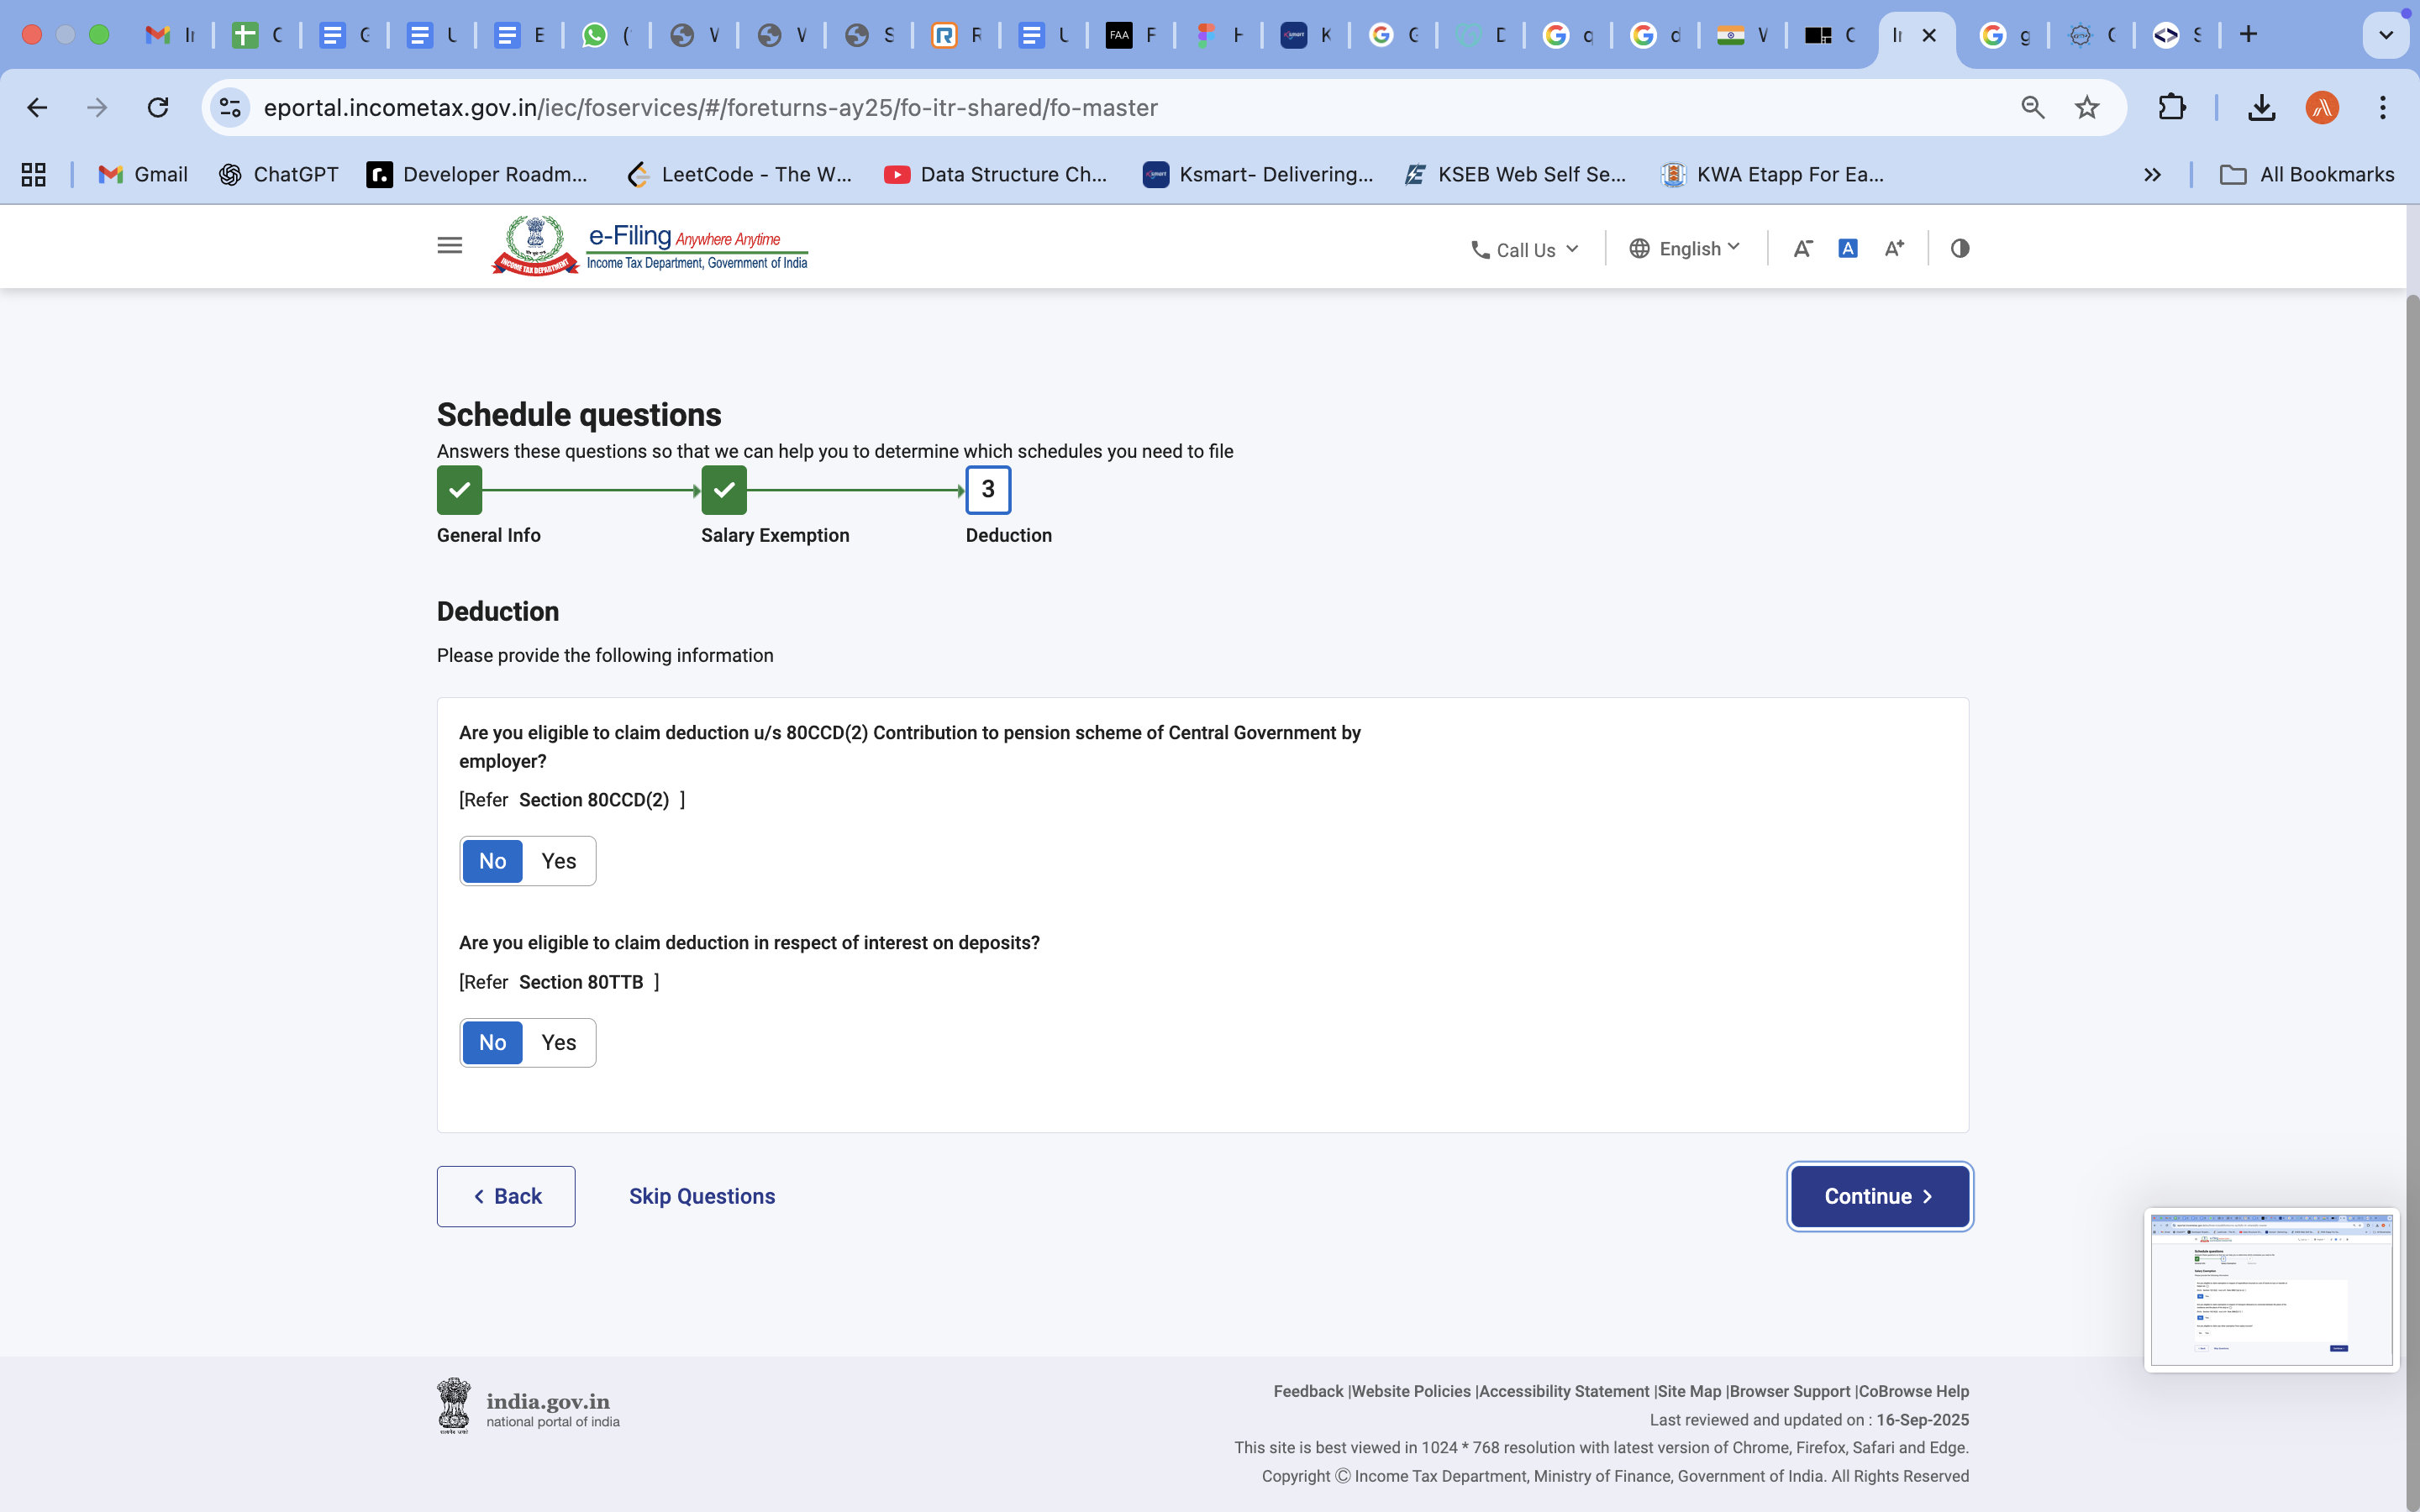 eportal.incometax.gov.in/iec/foservices/#/foreturns-ay25/fo-itr-shared/fo-master
Gmail
ChatGPT
Developer Roadm...
LeetCode - The W...
Data Structure Ch...
Ksmart- Delivering...
KSEB Web Self Se...
KWA Etapp For Ea...
All Bookmarks
INCOME TAX DEPARTMENT
e-Filing Anywhere Anytime
Income Tax Department, Government of India
Call Us
English
A-
A
A+
Schedule questions
Answers these questions so that we can help you to determine which schedules you need to file
3
General Info
Salary Exemption
Deduction
Deduction
Please provide the following information
Are you eligible to claim deduction u/s 80CCD(2) Contribution to pension scheme of Central Government by
employer?
[Refer Section 80CCD(2) ]
No Yes
Are you eligible to claim deduction in respect of interest on deposits?
[Refer Section 80TTB ]
No Yes
Back
Skip Questions
Continue
india.gov.in
national portal of india
Feedback |Website Policies |Accessibility Statement |Site Map |Browser Support |CoBrowse Help
Last reviewed and updated on : 16-Sep-2025
This site is best viewed in 1024 * 768 resolution with latest version of Chrome, Firefox, Safari and Edge.
Copyright © Income Tax Department, Ministry of Finance, Government of India. All Rights Reserved